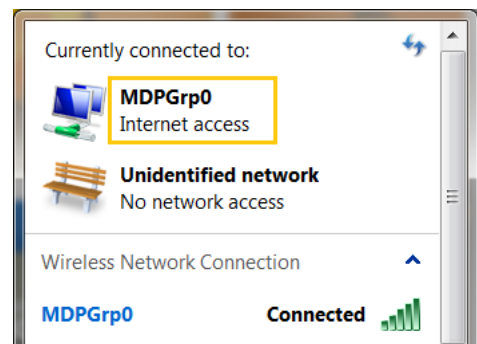 Currently connected to:
MDPGrp0
Internet access
Unidentified network
No network access
Wireless Network Connection
MDPGrp0 Connected